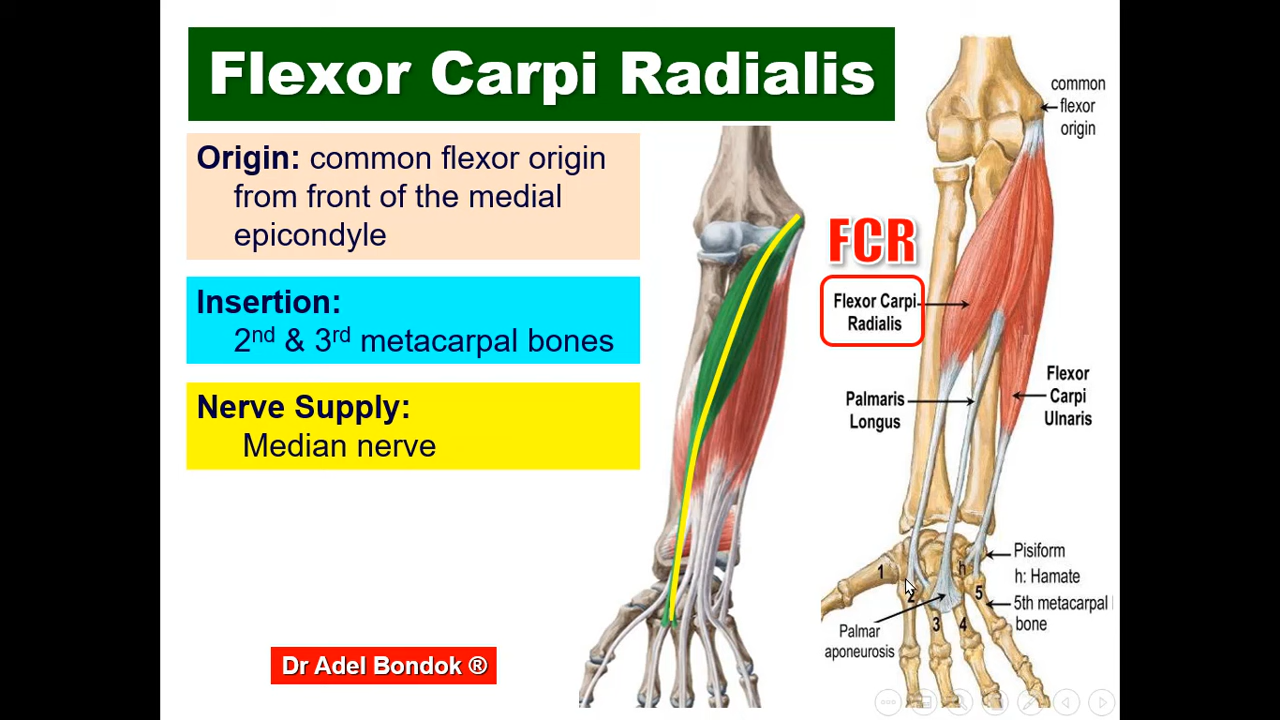 Flexor Carpi Radialis
Origin: common flexor origin
from front of the medial
epicondyle
Insertion:
2nd & 3rd metacarpal bones
Nerve Supply:
Median nerve
Dr Adel Bondok ®
common
flexor
origin
FCR
Flexor Carpi
Radialis
Palmaris
Longus
Flexor
Carpi
Ulnaris
Pisiform
h: Hamate
5th metacarpal
bone
Palmar
aponeurosis
1
2
3
4
5
h